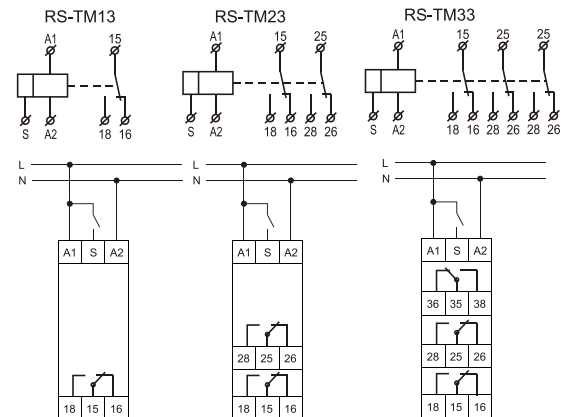 RS-TM13 RS-TM23 RS-TM33
A1 15 A1 15 25 A1 15 25 25
S A2 18 16 S A2 18 16 28 26 S A2 18 16 28 26 28 26
L L L
N N N
A1 S A2 A1 S A2 A1 S A2
36 35 38
28 25 26 28 25 26
18 15 16 18 15 16 18 15 16